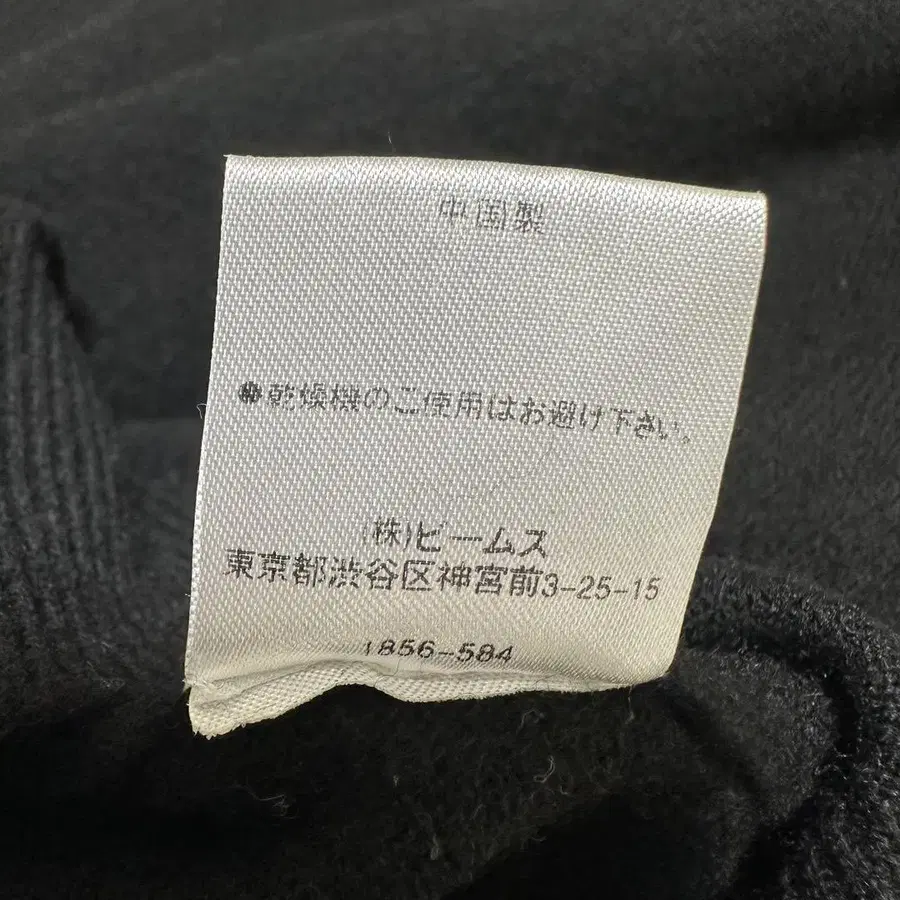 中国製
●乾燥機のご使用はお避け下さい。
(株)ビームス
東京都渋谷区神宮前3-25-15
1856-584